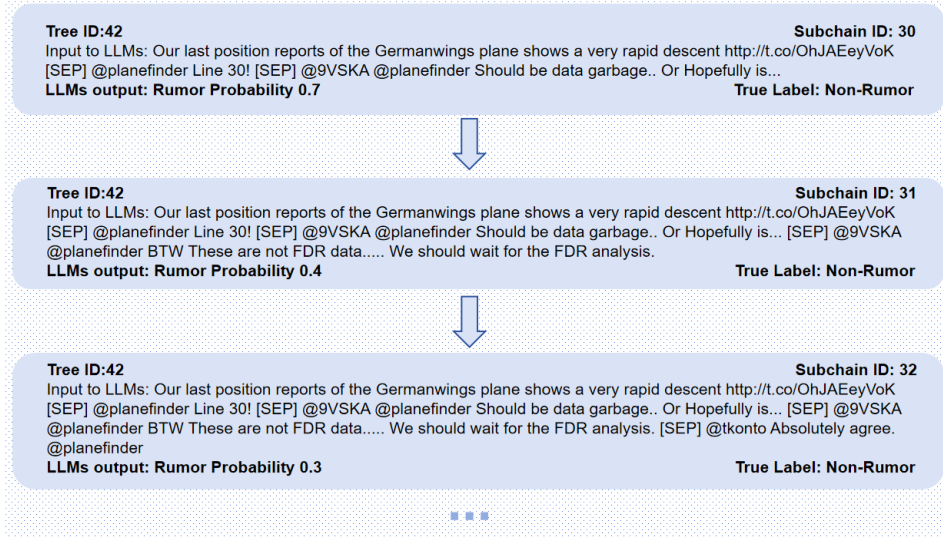 Tree ID:42 Subchain ID: 30
Input to LLMs: Our last position reports of the Germanwings plane shows a very rapid descent http://t.co/OhJAEeyVoK
[SEP] @planefinder Line 30! [SEP] @9VSKA @planefinder Should be data garbage.. Or Hopefully is...
LLMs output: Rumor Probability 0.7 True Label: Non-Rumor
Tree ID:42 Subchain ID: 31
Input to LLMs: Our last position reports of the Germanwings plane shows a very rapid descent http://t.co/OhJAEeyVoK
[SEP] @planefinder Line 30! [SEP] @9VSKA @planefinder Should be data garbage.. Or Hopefully is... [SEP] @9VSKA
@planefinder BTW These are not FDR data..... We should wait for the FDR analysis.
LLMs output: Rumor Probability 0.4 True Label: Non-Rumor
Tree ID:42 Subchain ID: 32
Input to LLMs: Our last position reports of the Germanwings plane shows a very rapid descent http://t.co/OhJAEeyVoK
[SEP] @planefinder Line 30! [SEP] @9VSKA @planefinder Should be data garbage.. Or Hopefully is... [SEP] @9VSKA
@planefinder BTW These are not FDR data..... We should wait for the FDR analysis. [SEP] @tkonto Absolutely agree.
@planefinder
LLMs output: Rumor Probability 0.3 True Label: Non-Rumor